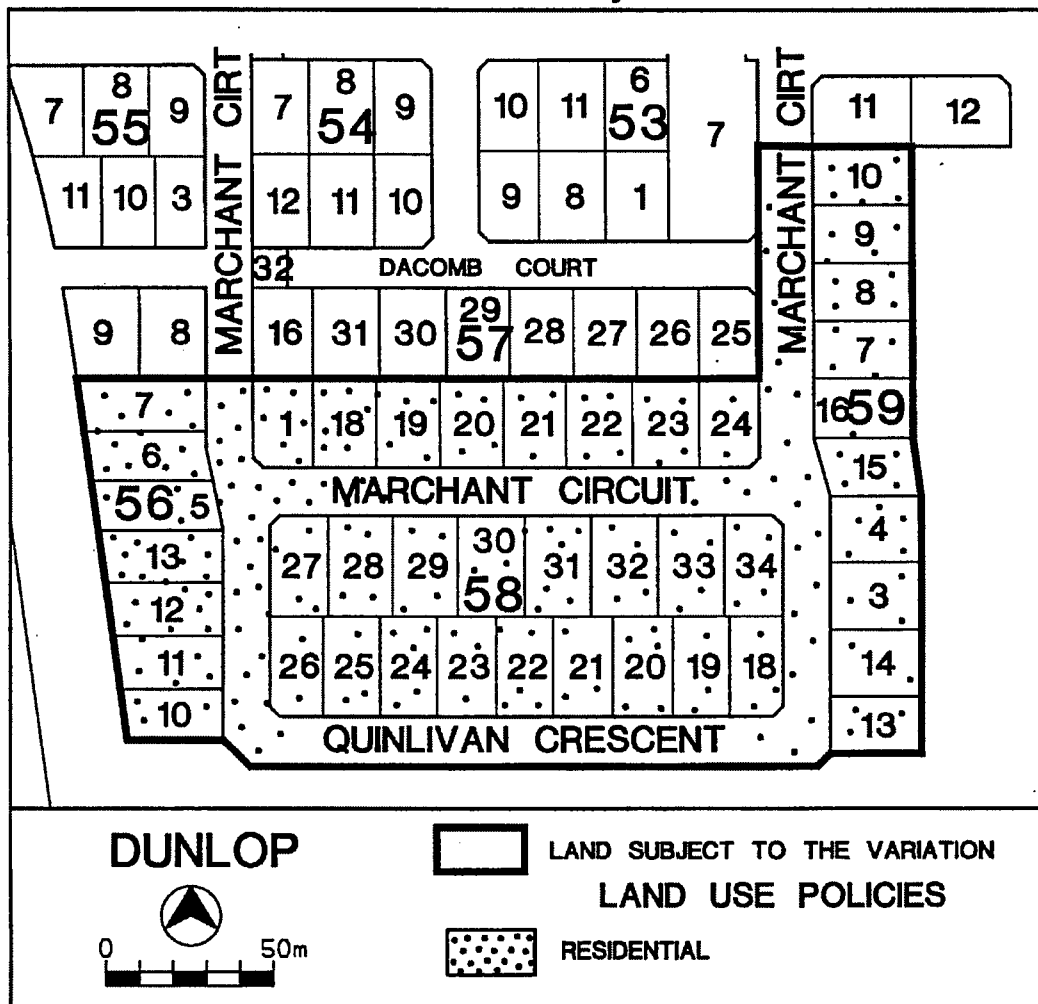 7 8 9 7 8 9 10 11 6 11 12
55 54 53 7
MARCHANT CIRT
MARCHANT CIRT
10
11 10 3 12 11 10 9 8 1
9
32 DACOMB COURT
8
9 8 16 31 30 29 28 27 26 25
57
7
7 1 18 19 20 21 22 23 24
16 59
6
15
MARCHANT CIRCUIT
56 5
4
13 27 28 29 30 31 32 33 34
58
3
12
11 26 25 24 23 22 21 20 19 18
14
10
13
QUINLIVAN CRESCENT
DUNLOP
LAND SUBJECT TO THE VARIATION
LAND USE POLICIES
0 50m
RESIDENTIAL